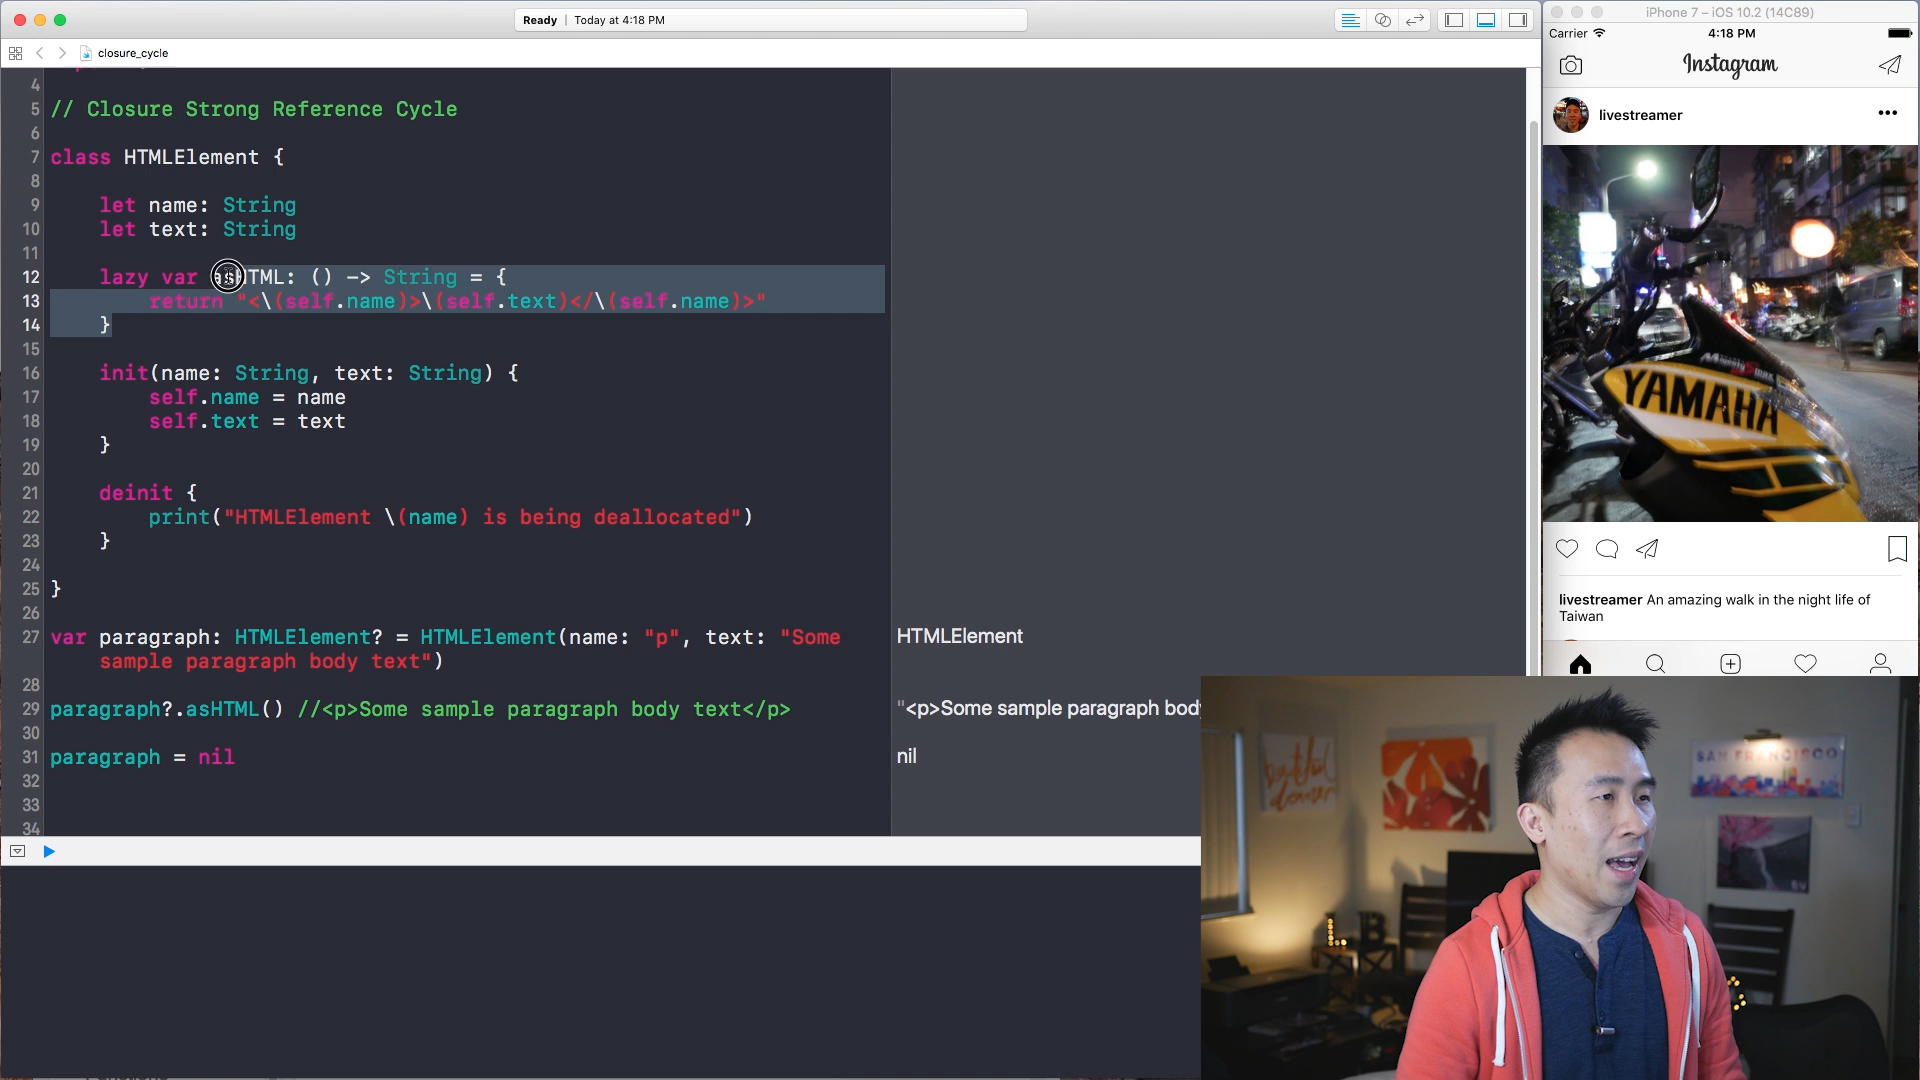 Ready | Today at 4:18 PM
closure_cycle
4
5 // Closure Strong Reference Cycle
6
7 class HTMLElement {
8
9 let name: String
10 let text: String
11
12 lazy var asHTML: () -> String = {
13 return "<\(self.name)>\(self.text)</\(self.name)>"
14 }
15
16 init(name: String, text: String) {
17 self.name = name
18 self.text = text
19 }
20
21 deinit {
22 print("HTMLElement \(name) is being deallocated")
23 }
24
25 }
26
27 var paragraph: HTMLElement? = HTMLElement(name: "p", text: "Some
sample paragraph body text")
28
29 paragraph?.asHTML() //<p>Some sample paragraph body text</p>
30
31 paragraph = nil
32
33
34
HTMLElement
"<p>Some sample paragraph body
nil
iPhone 7 – iOS 10.2 (14C89)
Carrier 4:18 PM
Instagram
livestreamer
YAMAHA
livestreamer An amazing walk in the night life of
Taiwan
SAN FRANCISCO
beautiful
L B